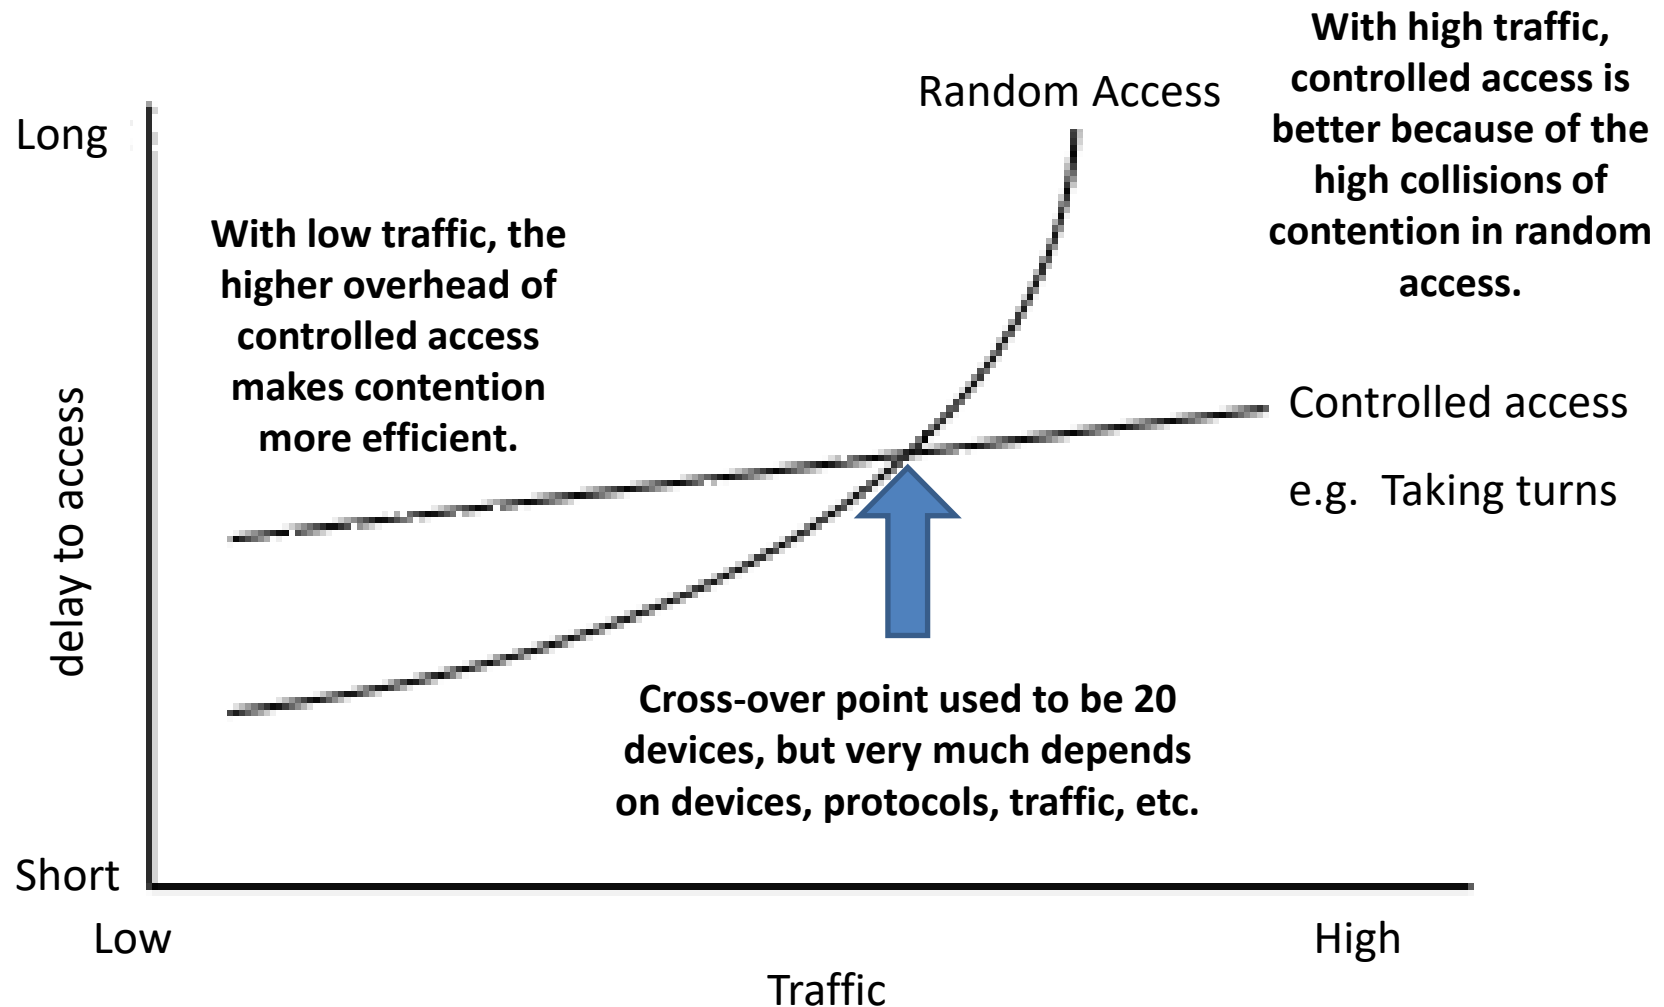 With high traffic,
controlled access is
better because of the
high collisions of
contention in random
access.
Random Access
Long
With low traffic, the
higher overhead of
controlled access
makes contention
more efficient.
delay to access
Controlled access
e.g. Taking turns
Cross-over point used to be 20
devices, but very much depends
on devices, protocols, traffic, etc.
Short
Low
High
Traffic